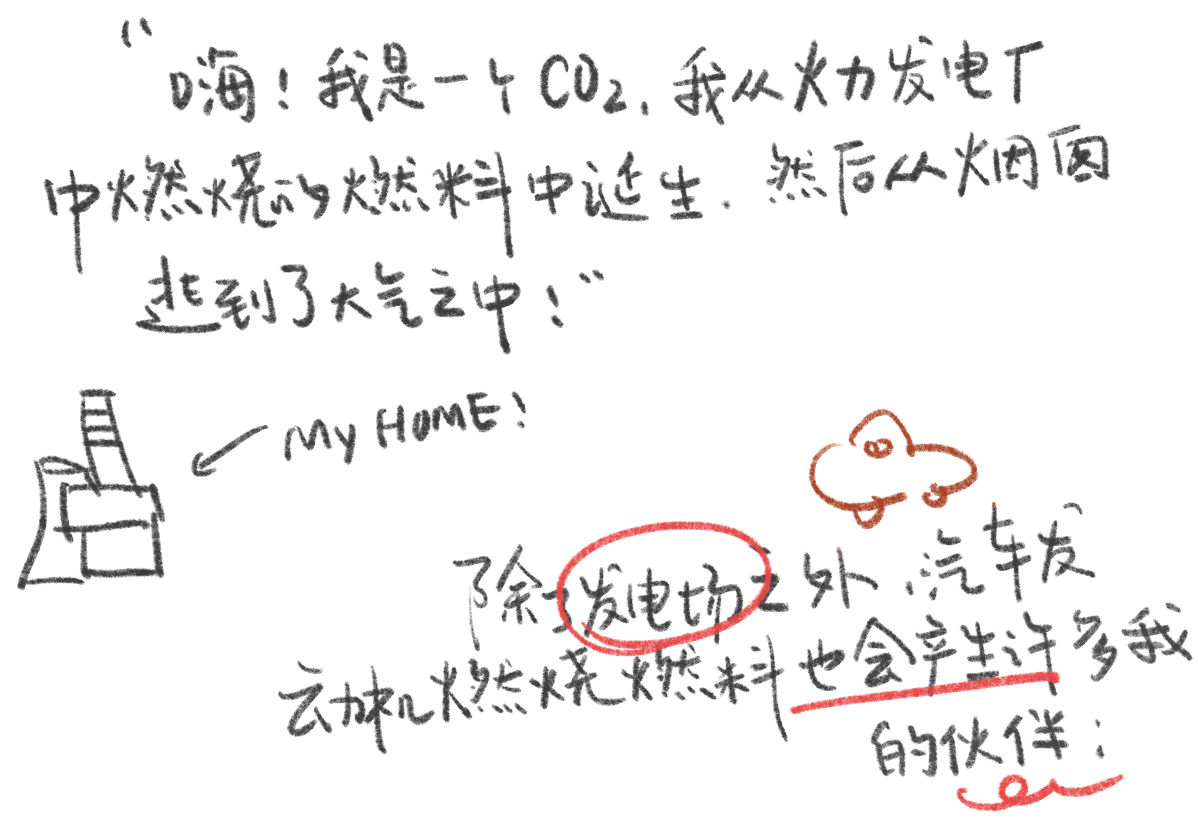 “嗨！我是一个CO₂，我从火力发电厂
中燃烧的燃料中诞生．然后从烟囱
进到了大气之中！”
MY HOME!
除了发电场之外，汽车发
动机燃烧燃料也会产生许多我
的伙伴；